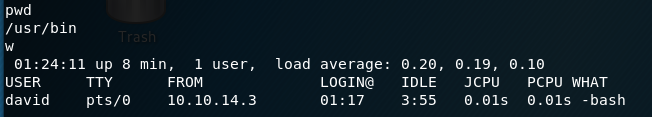 pwd
/usr/bin
Trash
w
 01:24:11 up 8 min,  1 user,  load average: 0.20, 0.19, 0.10
USER     TTY      FROM             LOGIN@   IDLE   JCPU   PCPU WHAT
david    pts/0    10.10.14.3       01:17    3:55   0.01s  0.01s -bash